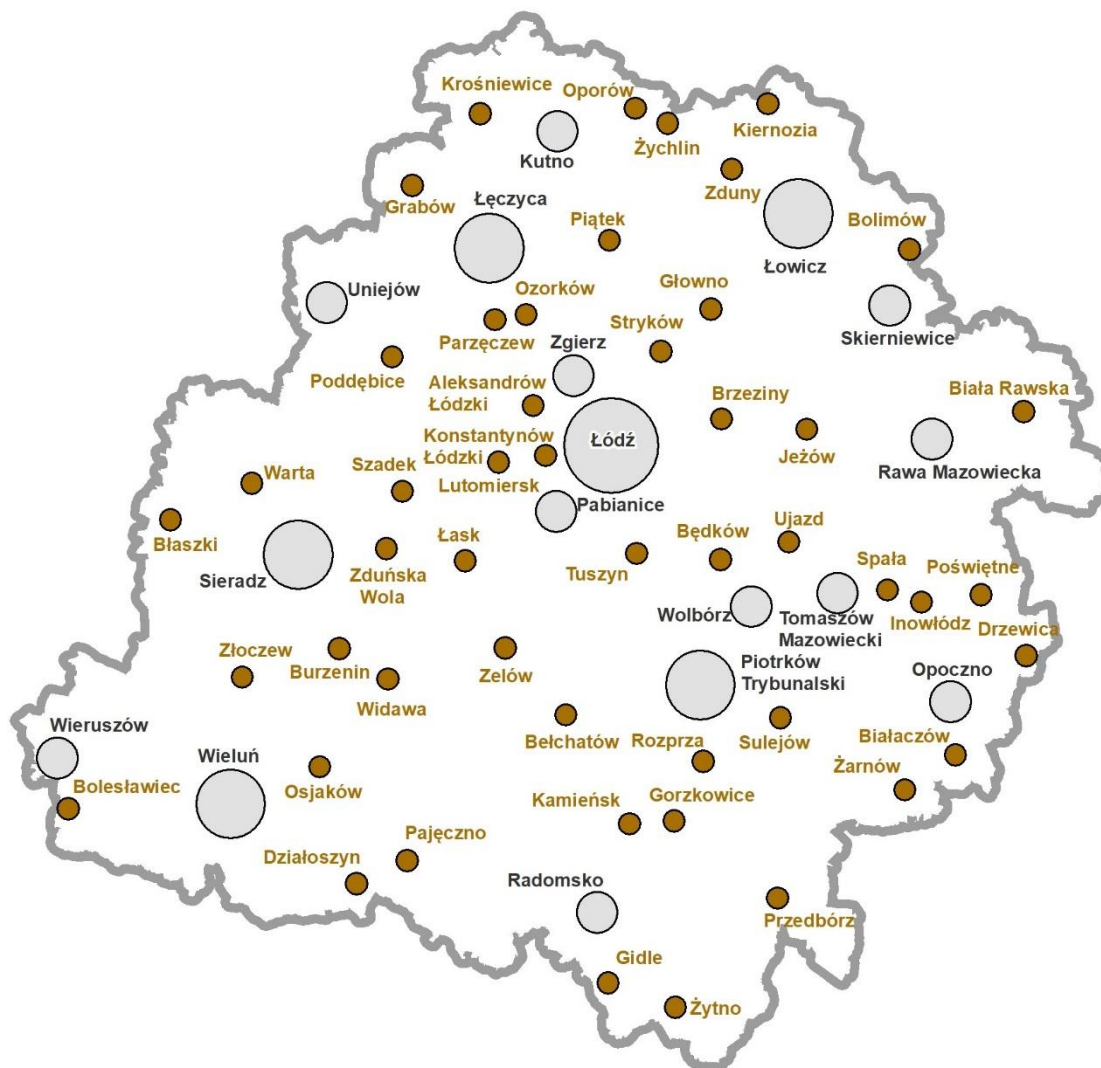 Krośniewice
Oporów
Kiernozia
Żychlin
Kutno
Zduny
Grabów
Łęczyca
Piątek
Bolimów
Łowicz
Uniejów
Ozorków
Głowno
Parzęczew
Stryków
Skierniewice
Zgierz
Poddębice
Aleksandrów
Łódzki
Brzeziny
Biała Rawska
Konstantynów
Łódzki
Łódź
Jeżów
Rawa Mazowiecka
Warta
Szadek
Lutomiersk
Pabianice
Błaszki
Łask
Będków
Ujazd
Sieradz
Zduńska
Wola
Tuszyn
Spała
Poświętne
Wolbórz
Tomaszów
Mazowiecki
Inowłódz
Drzewica
Złoczew
Burzenin
Zelów
Piotrków
Trybunalski
Opoczno
Widawa
Wieruszów
Wieluń
Bełchatów
Rozprza
Sulejów
Białaczów
Żarnów
Bolesławiec
Osjaków
Kamieńsk
Gorzkowice
Pajęczno
Działoszyn
Radomsko
Przedbórz
Gidle
Żytno